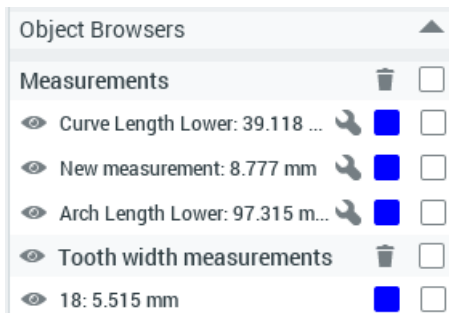 Object Browsers
Measurements
Curve Length Lower: 39.118 ...
New measurement: 8.777 mm
Arch Length Lower: 97.315 m...
Tooth width measurements
18: 5.515 mm